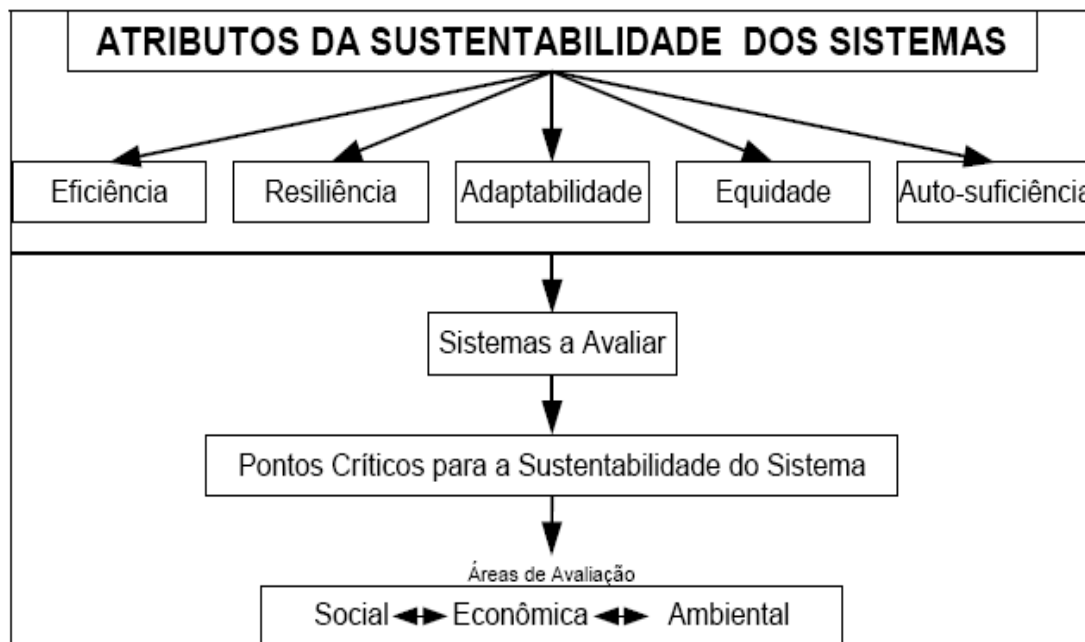 ATRIBUTOS DA SUSTENTABILIDADE DOS SISTEMAS
Eficiência
Resiliência
Adaptabilidade
Equidade
Auto-suficiência
Sistemas a Avaliar
Pontos Críticos para a Sustentabilidade do Sistema
Áreas de Avaliação
Social Econômica Ambiental